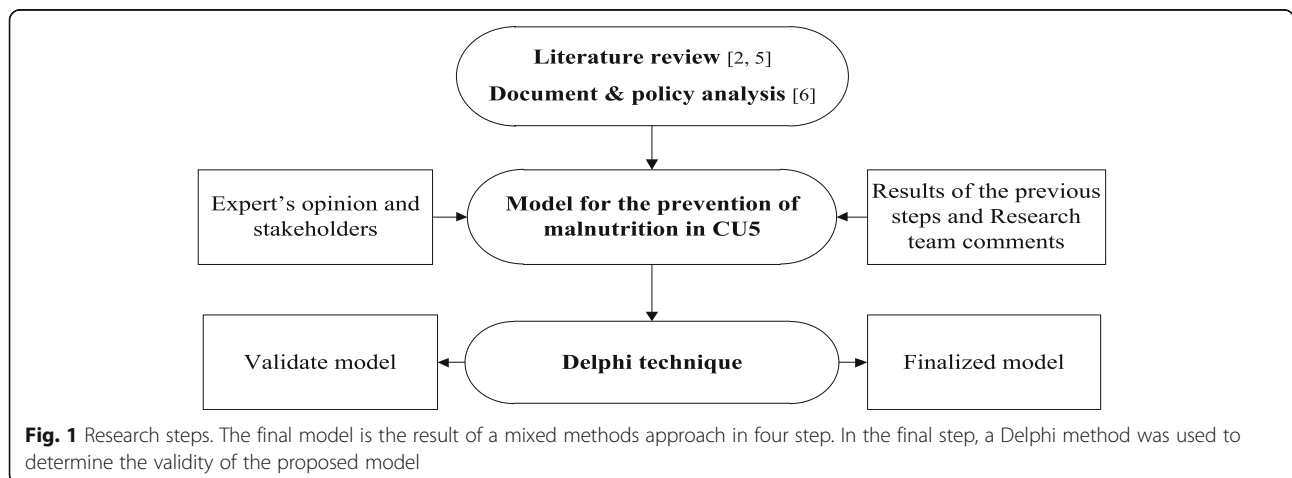 Literature review [2, 5]
Document & policy analysis [6]
Expert's opinion and
stakeholders
Model for the prevention of
malnutrition in CU5
Results of the previous
steps and Research
team comments
Validate model
Delphi technique
Finalized model
Fig. 1 Research steps. The final model is the result of a mixed methods approach in four step. In the final step, a Delphi method was used to
determine the validity of the proposed model